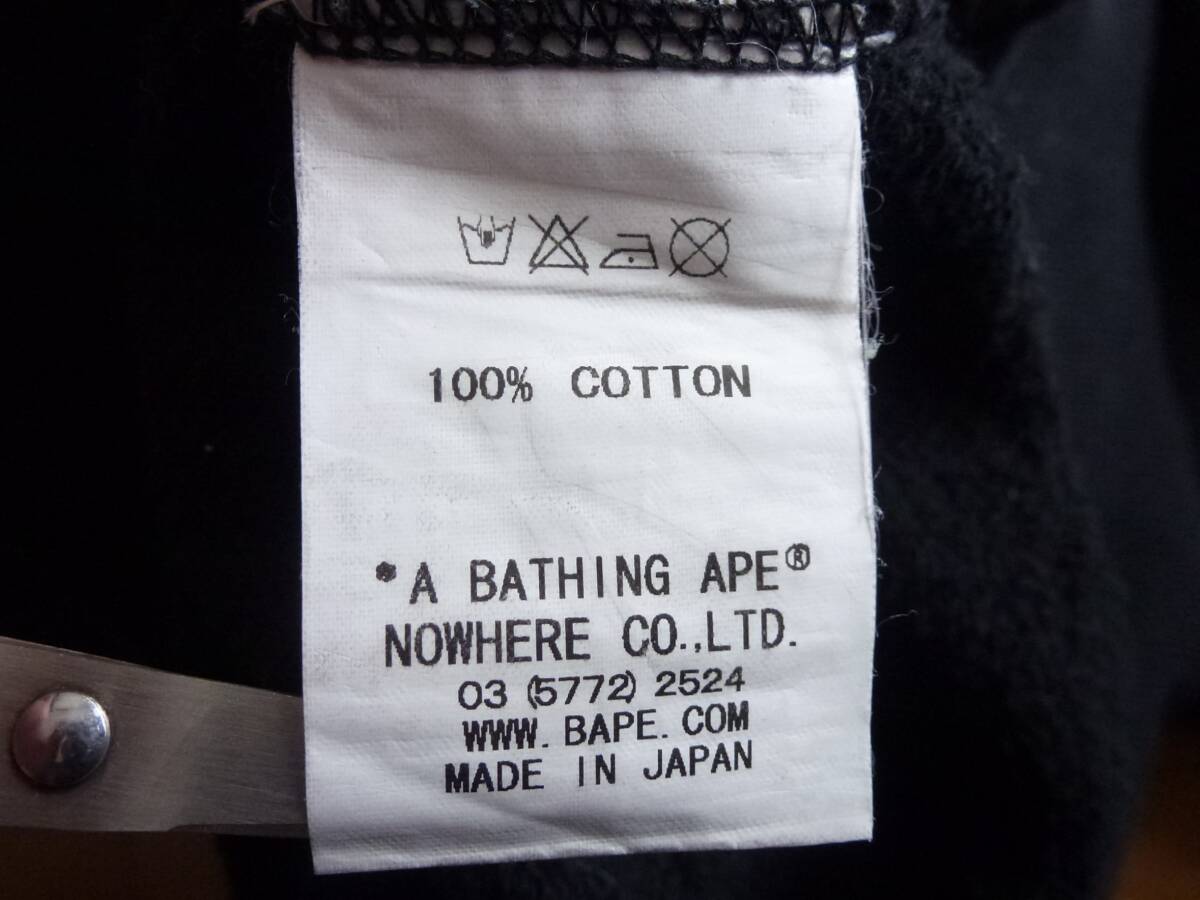 100% COTTON
*A BATHING APE®
NOWHERE CO.,LTD.
03 (5772) 2524
WWW. BAPE. COM
MADE IN JAPAN